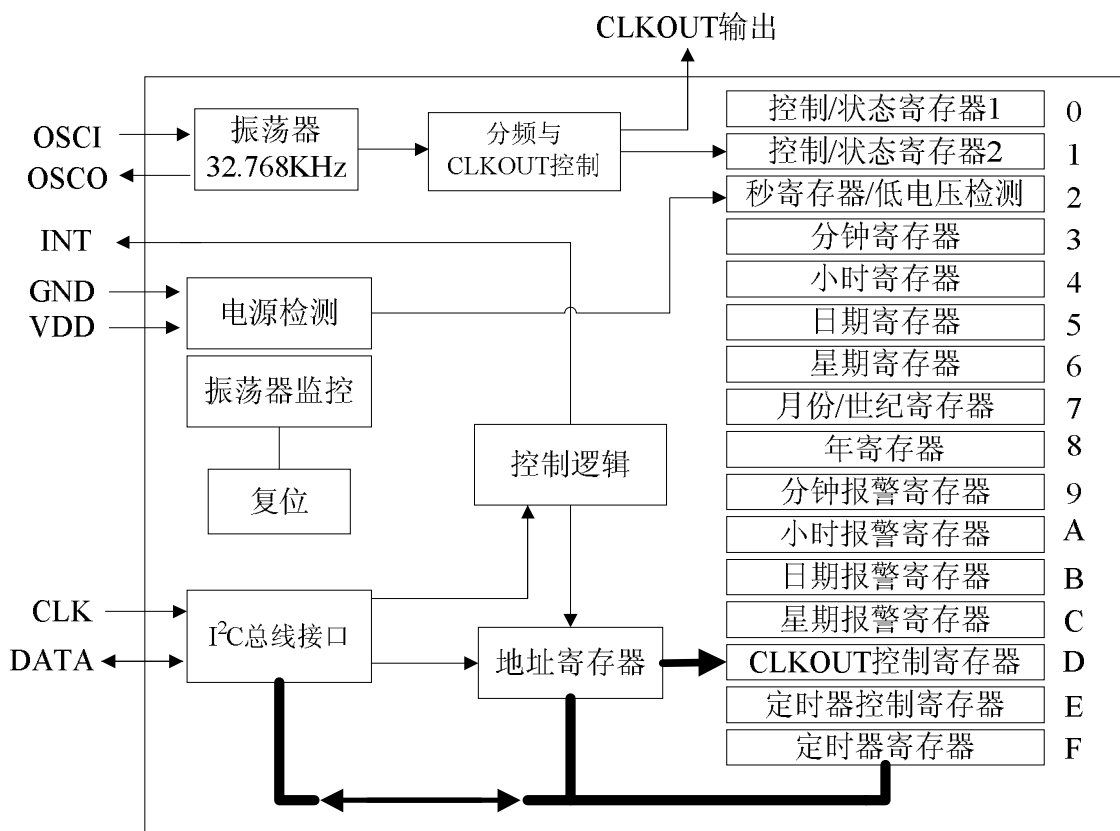 CLKOUT输出
OSCI
OSCO
振荡器
32.768KHz
分频与
CLKOUT控制
INT
GND
VDD
电源检测
振荡器监控
复位
控制逻辑
CLK
DATA
I²C总线接口
地址寄存器
控制/状态寄存器1 0
控制/状态寄存器2 1
秒寄存器/低电压检测 2
分钟寄存器 3
小时寄存器 4
日期寄存器 5
星期寄存器 6
月份/世纪寄存器 7
年寄存器 8
分钟报警寄存器 9
小时报警寄存器 A
日期报警寄存器 B
星期报警寄存器 C
CLKOUT控制寄存器 D
定时器控制寄存器 E
定时器寄存器 F